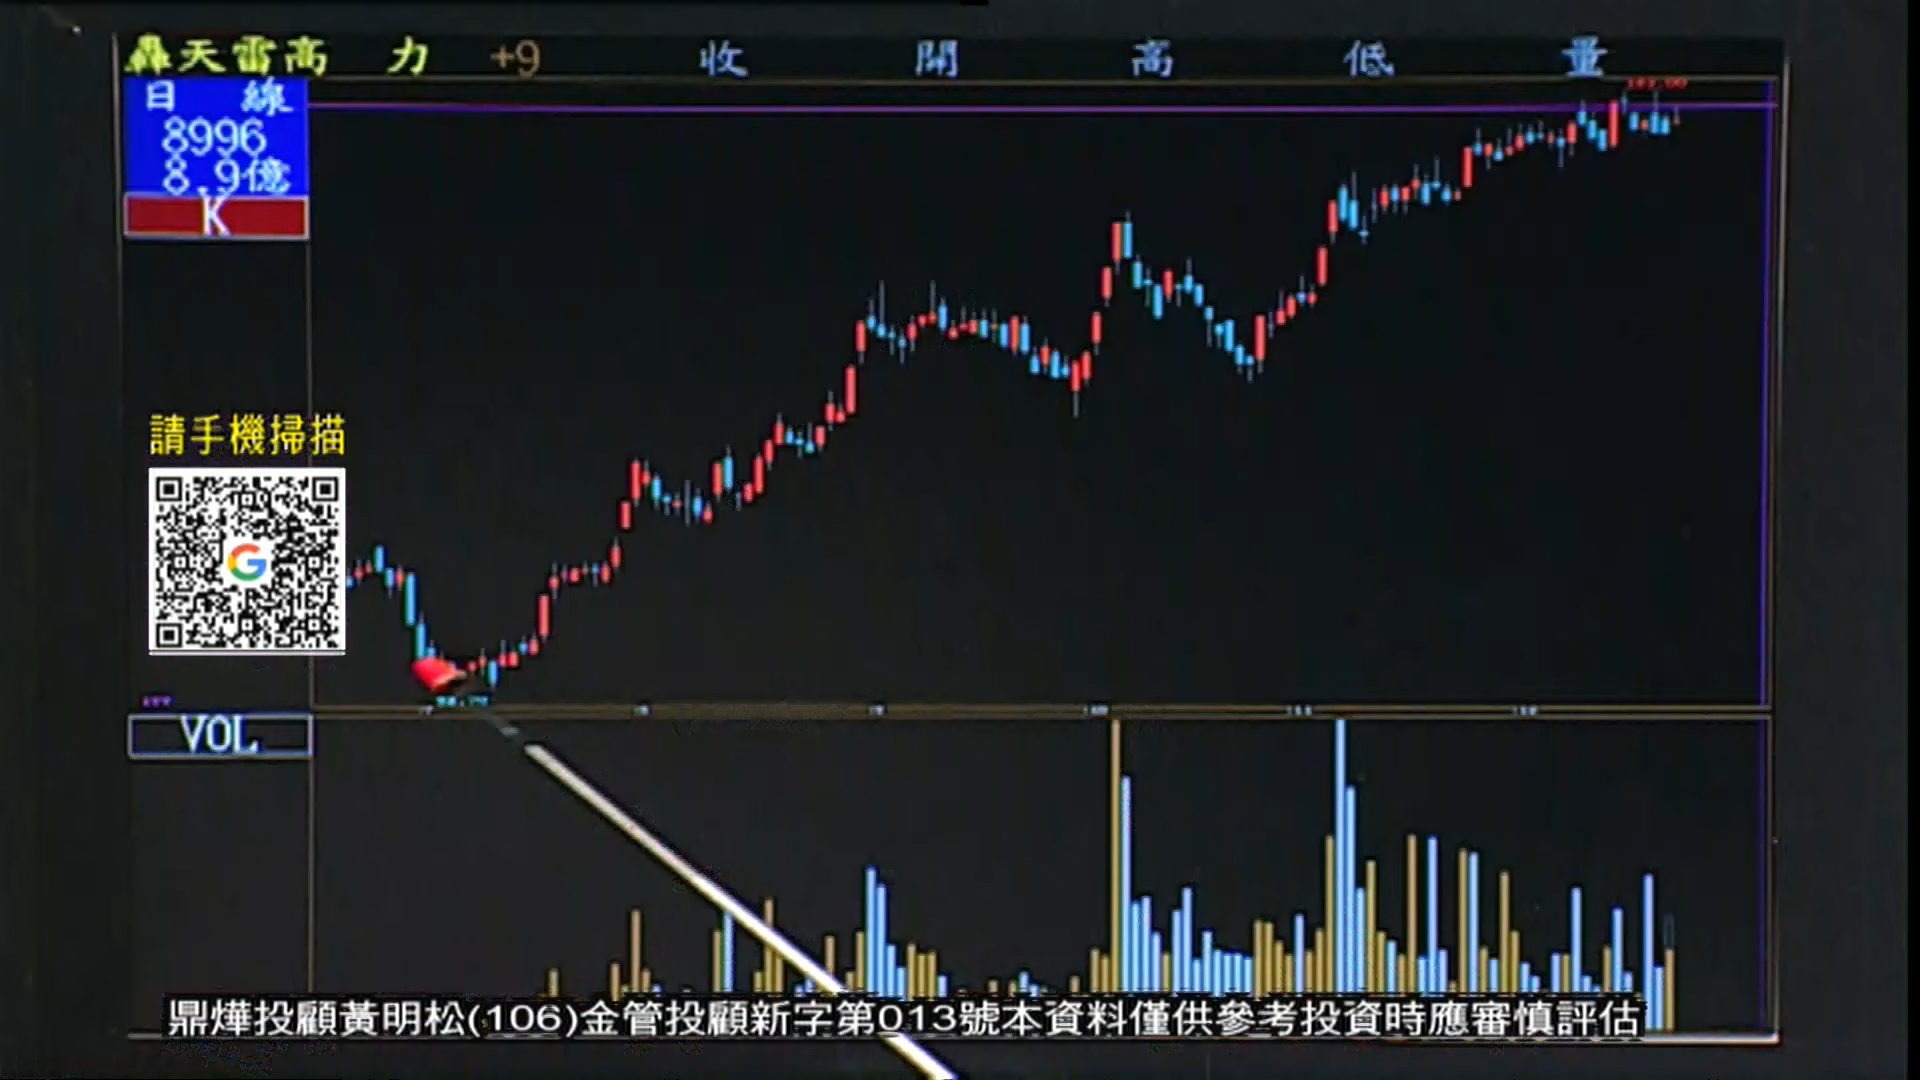 轟天雷高 力 +9 收 開 高 低 量
日 線
8996
8.9億
K
請手機掃描
VOL
鼎燁投顧黃明松(106)金管投顧新字第013號本資料僅供參考投資時應審慎評估